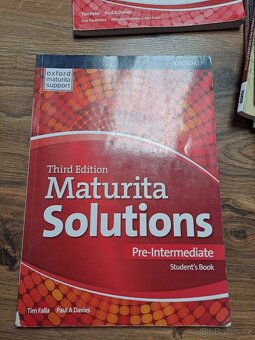 Tim Falla Paul A Davies
oxford
maturita
support
OXFORD
Third Edition
Maturita
Solutions
Pre-Intermediate
Student's Book
Tim Falla Paul A Davies